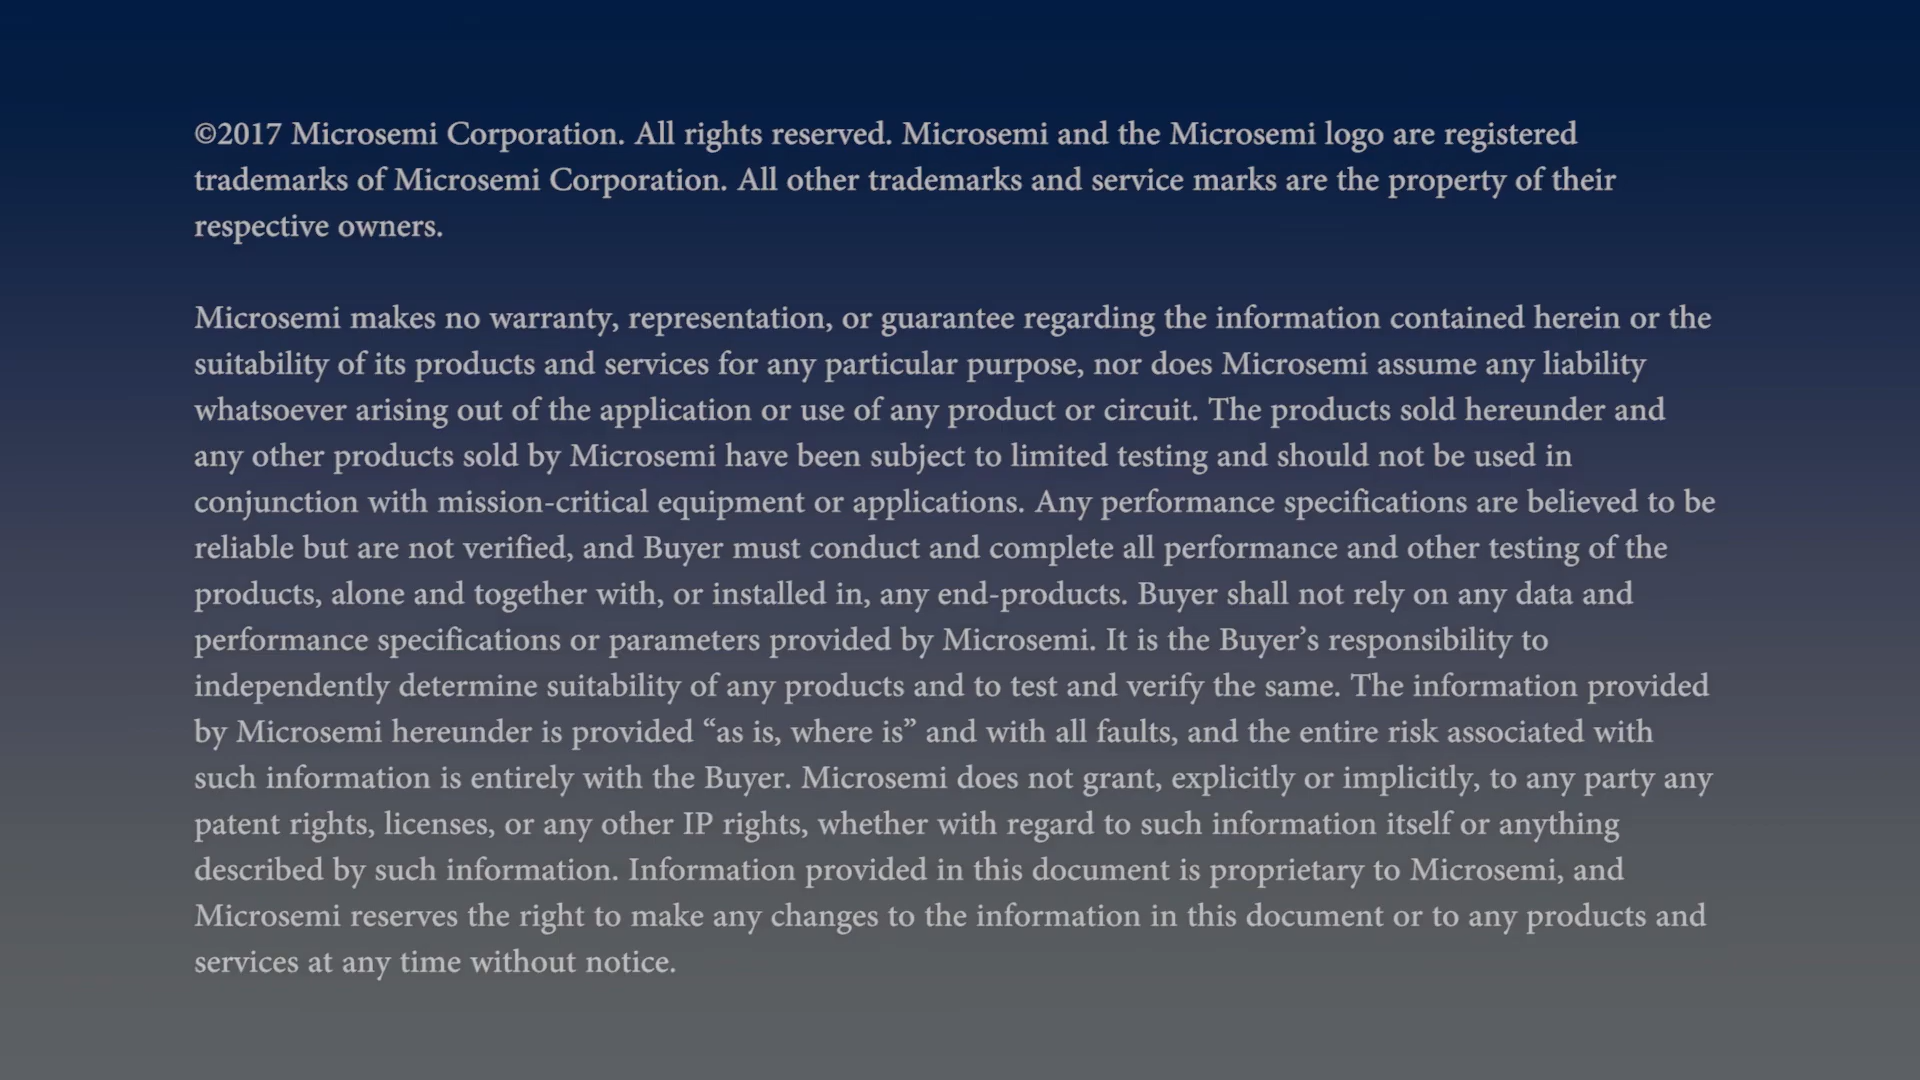 ©2017 Microsemi Corporation. All rights reserved. Microsemi and the Microsemi logo are registered
trademarks of Microsemi Corporation. All other trademarks and service marks are the property of their
respective owners.
Microsemi makes no warranty, representation, or guarantee regarding the information contained herein or the
suitability of its products and services for any particular purpose, nor does Microsemi assume any liability
whatsoever arising out of the application or use of any product or circuit. The products sold hereunder and
any other products sold by Microsemi have been subject to limited testing and should not be used in
conjunction with mission-critical equipment or applications. Any performance specifications are believed to be
reliable but are not verified, and Buyer must conduct and complete all performance and other testing of the
products, alone and together with, or installed in, any end-products. Buyer shall not rely on any data and
performance specifications or parameters provided by Microsemi. It is the Buyer’s responsibility to
independently determine suitability of any products and to test and verify the same. The information provided
by Microsemi hereunder is provided “as is, where is” and with all faults, and the entire risk associated with
such information is entirely with the Buyer. Microsemi does not grant, explicitly or implicitly, to any party any
patent rights, licenses, or any other IP rights, whether with regard to such information itself or anything
described by such information. Information provided in this document is proprietary to Microsemi, and
Microsemi reserves the right to make any changes to the information in this document or to any products and
services at any time without notice.